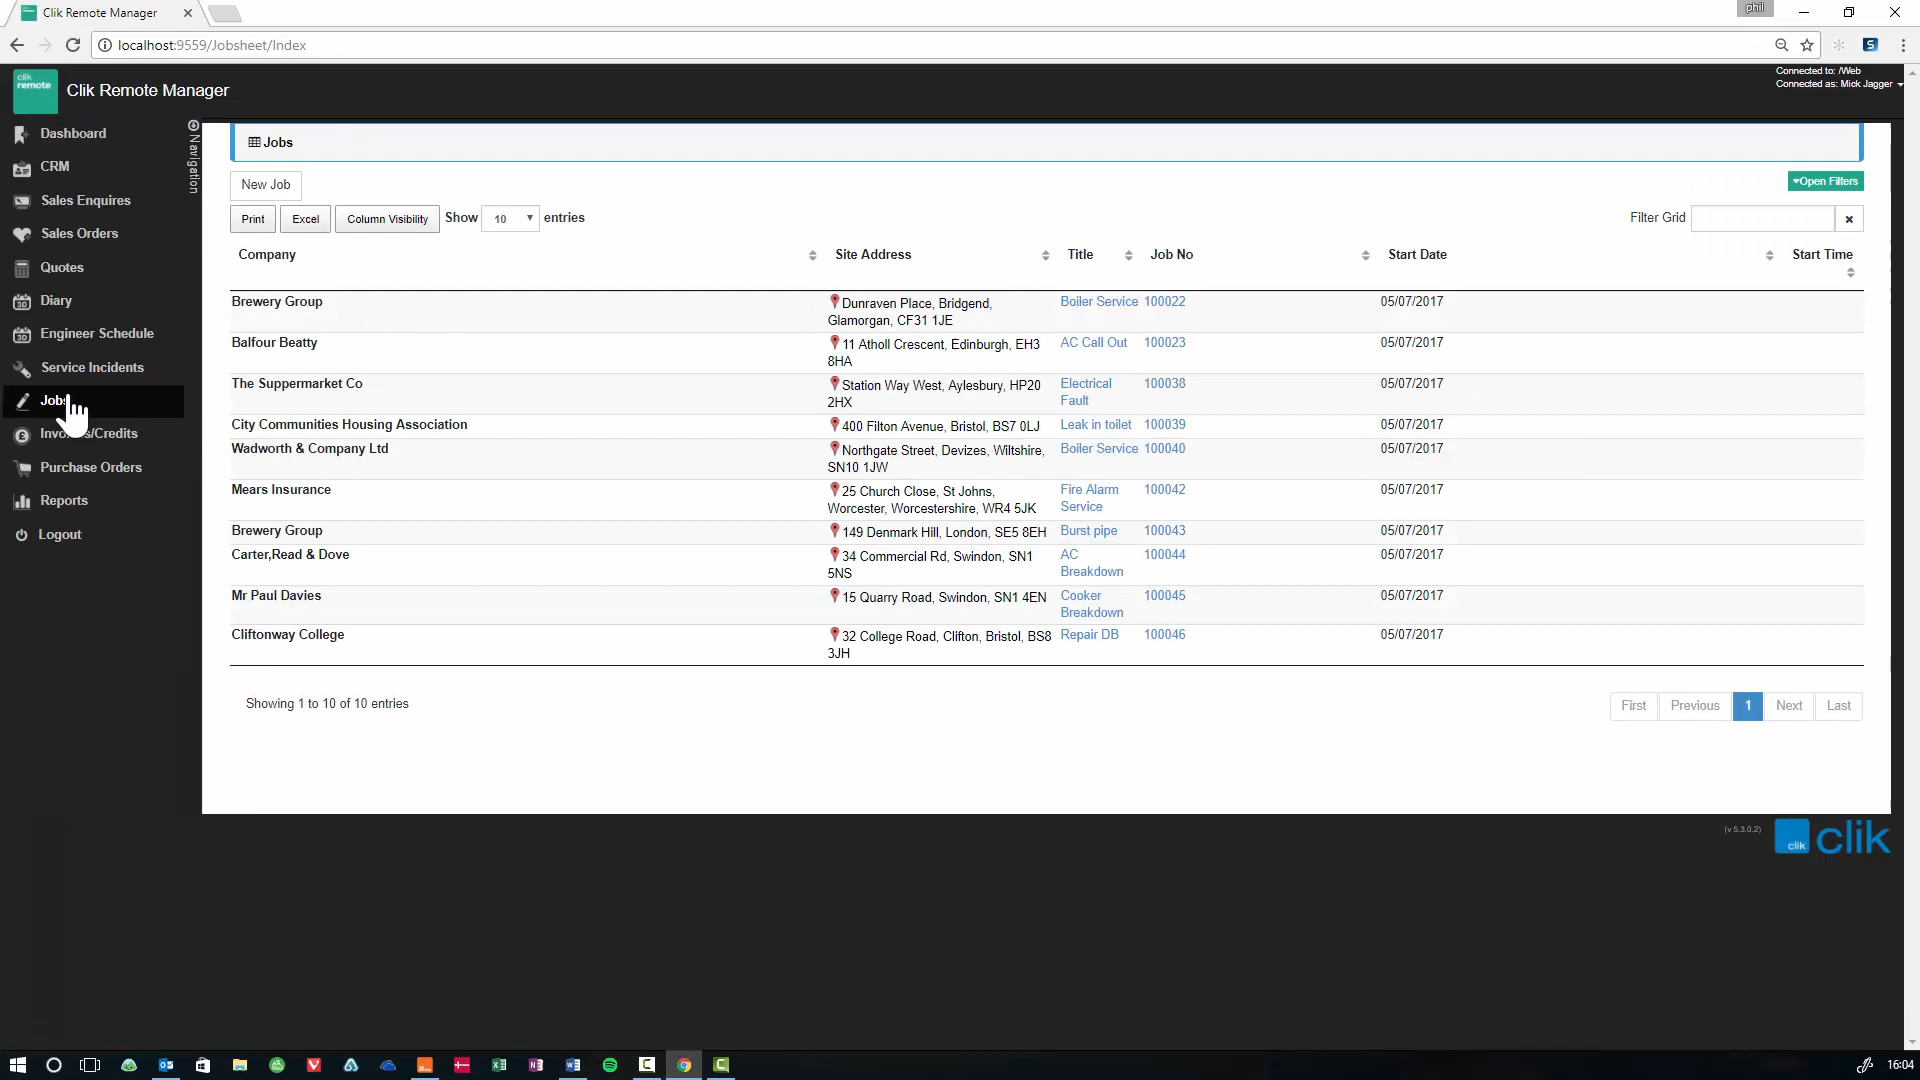 Clik Remote Manager
phil
localhost:9559/Jobsheet/Index
clik
remote
Clik Remote Manager
Connected to: /Web
Connected as: Mick Jagger
Dashboard
CRM
Sales Enquires
Sales Orders
Quotes
Diary
Engineer Schedule
Service Incidents
Jobs
Invoices/Credits
Purchase Orders
Reports
Logout
Navigation
Jobs
New Job
Open Filters
Print Excel Column Visibility Show 10 entries
Filter Grid
Company Site Address Title Job No Start Date Start Time
Brewery Group Dunraven Place, Bridgend, Boiler Service 100022 05/07/2017
Glamorgan, CF31 1JE
Balfour Beatty 11 Atholl Crescent, Edinburgh, EH3 AC Call Out 100023 05/07/2017
8HA
The Suppermarket Co Station Way West, Aylesbury, HP20 Electrical 100038 05/07/2017
2HX Fault
City Communities Housing Association 400 Filton Avenue, Bristol, BS7 0LJ Leak in toilet 100039 05/07/2017
Wadworth & Company Ltd Northgate Street, Devizes, Wiltshire, Boiler Service 100040 05/07/2017
SN10 1JW
Mears Insurance 25 Church Close, St Johns, Fire Alarm 100042 05/07/2017
Worcester, Worcestershire, WR4 5JK Service
Brewery Group 149 Denmark Hill, London, SE5 8EH Burst pipe 100043 05/07/2017
Carter,Read & Dove 34 Commercial Rd, Swindon, SN1 AC 100044 05/07/2017
5NS Breakdown
Mr Paul Davies 15 Quarry Road, Swindon, SN1 4EN Cooker 100045 05/07/2017
Breakdown
Cliftonway College 32 College Road, Clifton, Bristol, BS8 Repair DB 100046 05/07/2017
3JH
Showing 1 to 10 of 10 entries
First Previous 1 Next Last
(v 5.3.0.2) clik clik
16:04